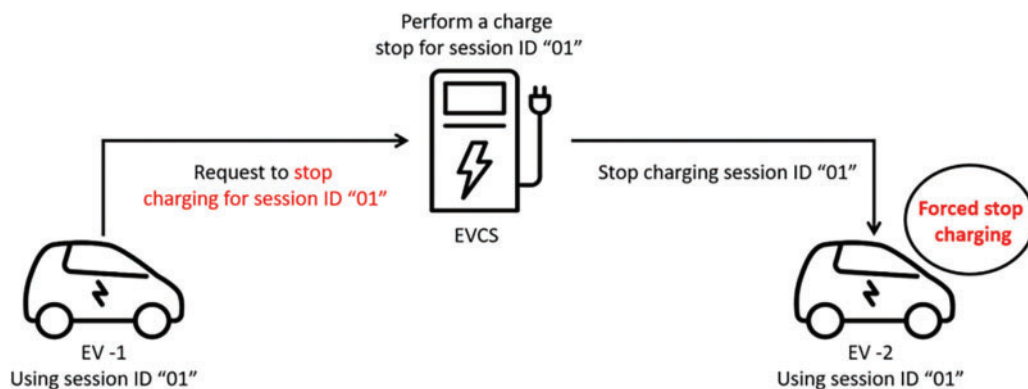 Perform a charge
stop for session ID “01”
Request to stop
charging for session ID “01”
EVCS
Stop charging session ID “01”
Forced stop
charging
EV -1
Using session ID “01”
EV -2
Using session ID “01”